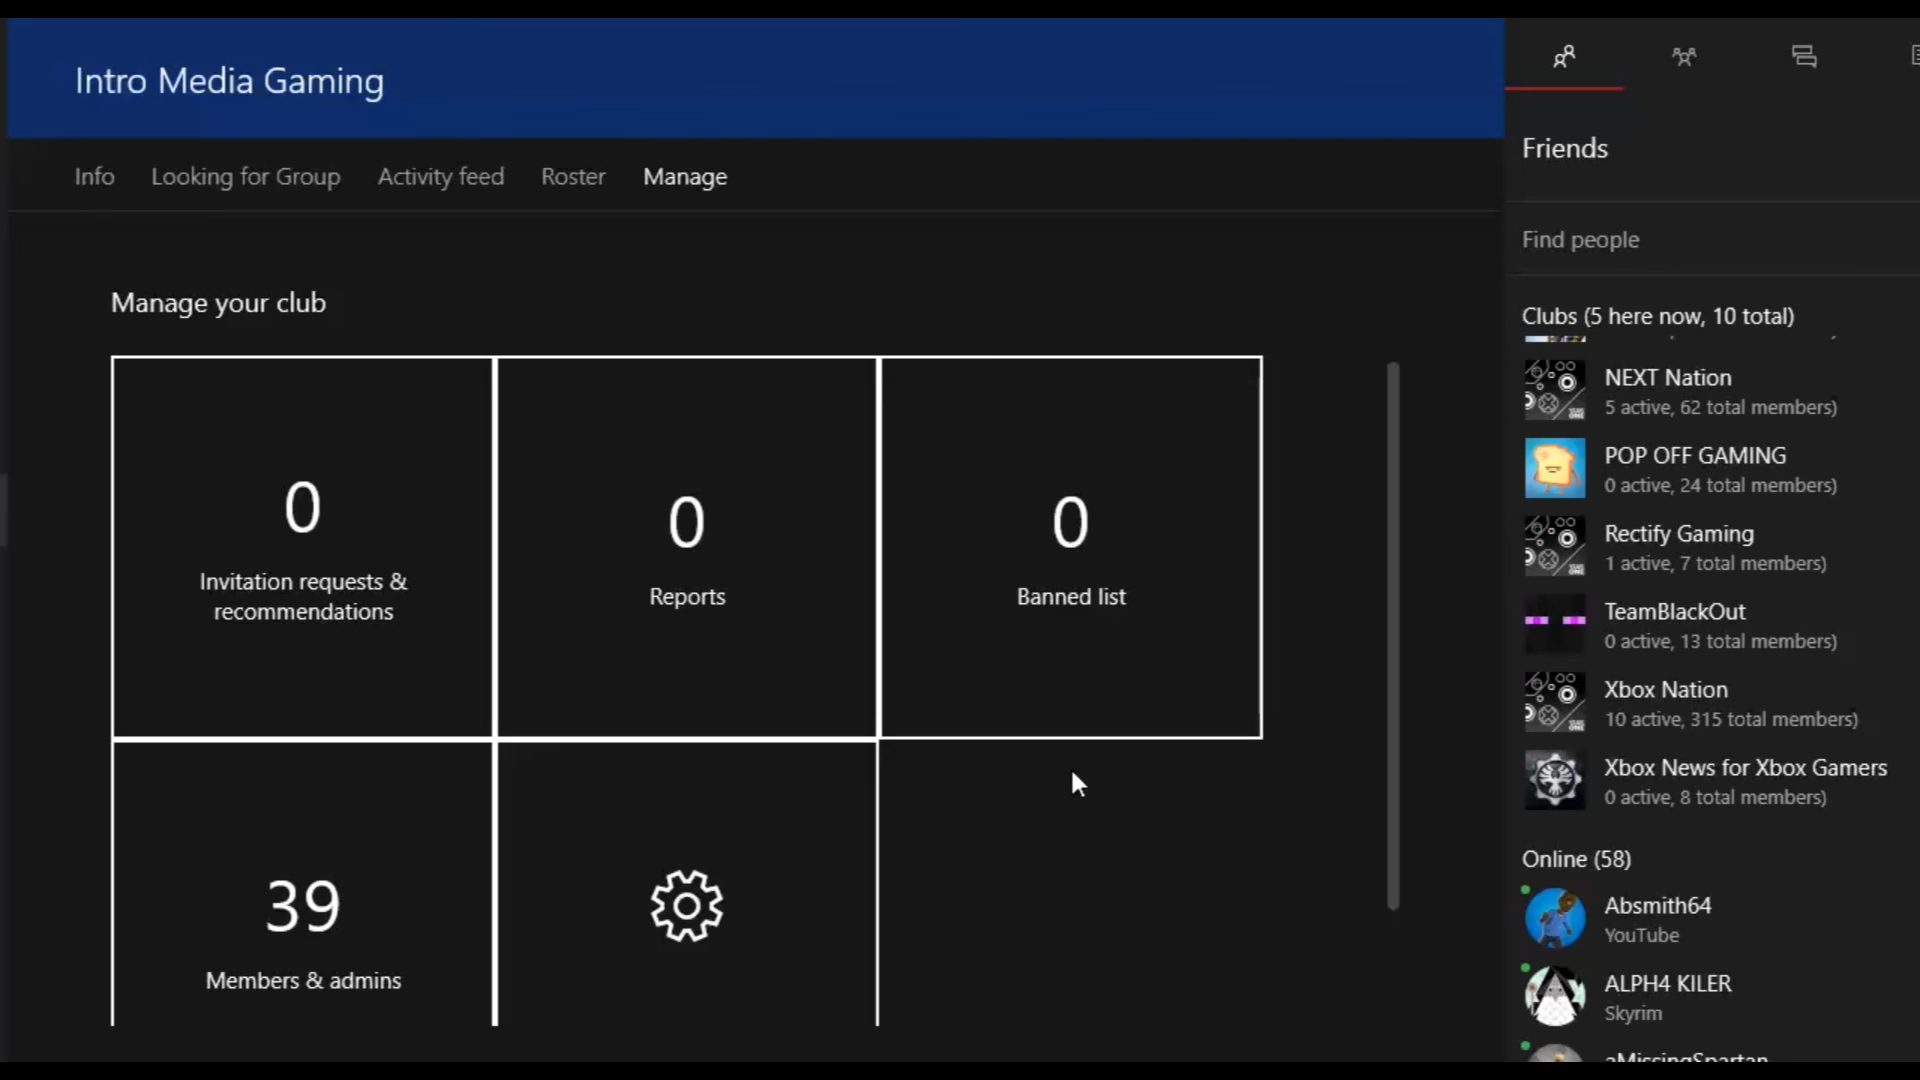 Intro Media Gaming
Info
Looking for Group
Activity feed
Roster
Manage
Manage your club
0
Invitation requests &
recommendations
0
Reports
0
Banned list
39
Members & admins
Friends
Find people
Clubs (5 here now, 10 total)
NEXT Nation
5 active, 62 total members)
POP OFF GAMING
0 active, 24 total members)
Rectify Gaming
1 active, 7 total members)
TeamBlackOut
0 active, 13 total members)
Xbox Nation
10 active, 315 total members)
Xbox News for Xbox Gamers
0 active, 8 total members)
Online (58)
Absmith64
YouTube
ALPH4 KILER
Skyrim
aMissingSpartan